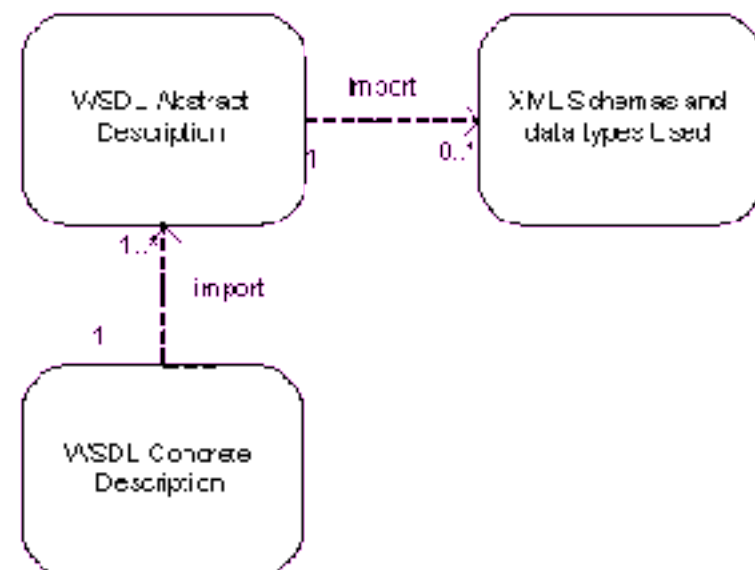 WSDL Abstract
Description
Import
XML Schemas and
data types Used
1
0..*
1..*
import
1
WSDL Concrete
Description